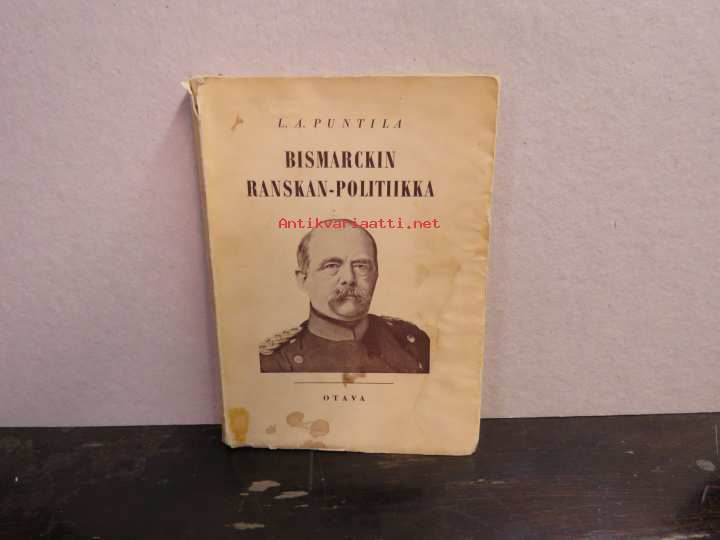 L. A. PUNTILA
BISMARCKIN
RANSKAN-POLITIIKKA
Antikvariaatti.net
OTAVA